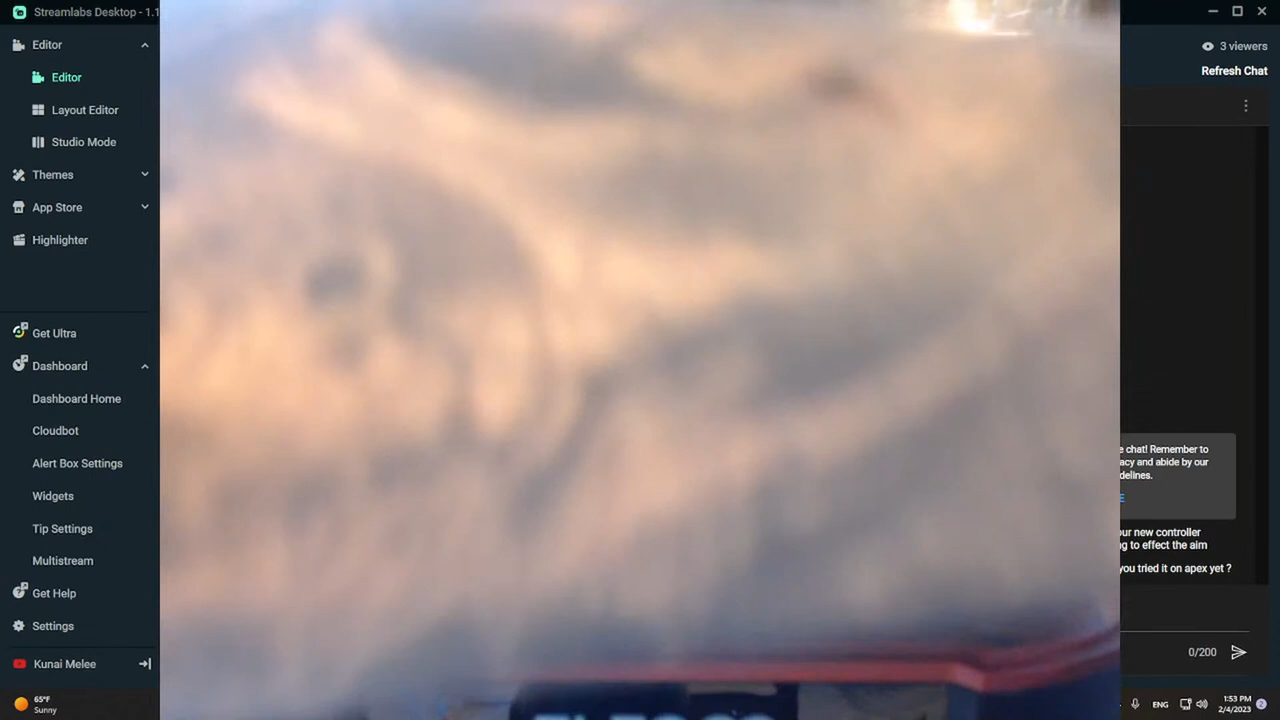 Streamlabs Desktop - 1.1
Editor
3 viewers
Editor
Refresh Chat
Layout Editor
Studio Mode
Themes
App Store
Highlighter
Get Ultra
Dashboard
Dashboard Home
Cloudbot
Alert Box Settings
Widgets
Tip Settings
Multistream
Get Help
Settings
Kunai Melee
e chat! Remember to
acy and abide by our
delines.
E
our new controller
ng to effect the aim
you tried it on apex yet ?
0/200
65°F
Sunny
ENG
1:53 PM
2/4/2023
2